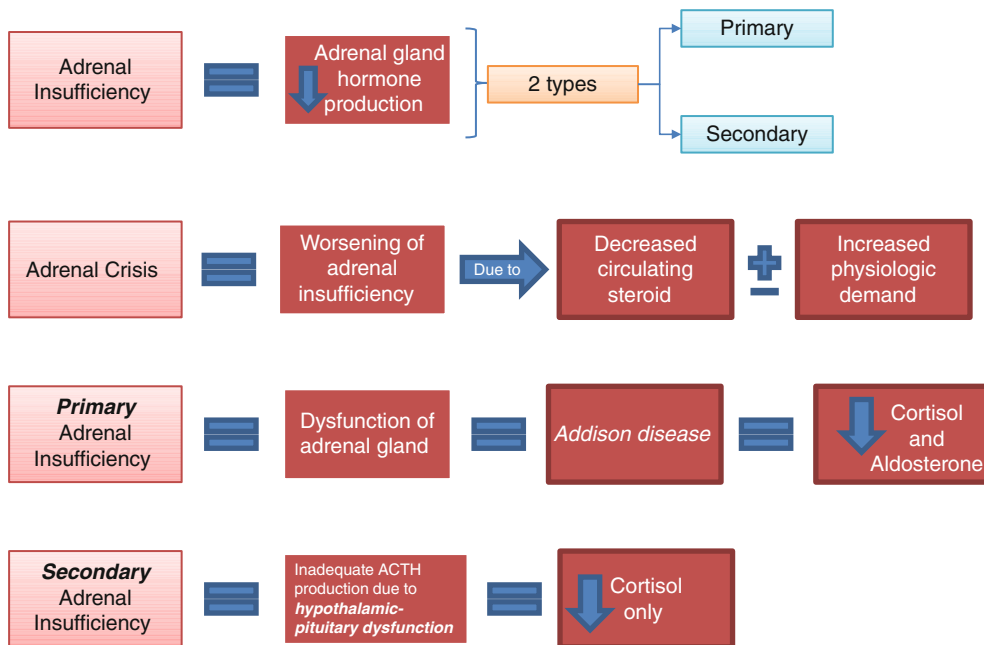 Adrenal
Insufficiency
Adrenal gland
hormone
production
2 types
Primary
Secondary
Adrenal Crisis
Worsening of
adrenal
insufficiency
Due to
Decreased
circulating
steroid
Increased
physiologic
demand
Primary
Adrenal
Insufficiency
Dysfunction of
adrenal gland
Addison disease
Cortisol
and
Aldosterone
Secondary
Adrenal
Insufficiency
Inadequate ACTH
production due to
hypothalamic-
pituitary dysfunction
Cortisol
only